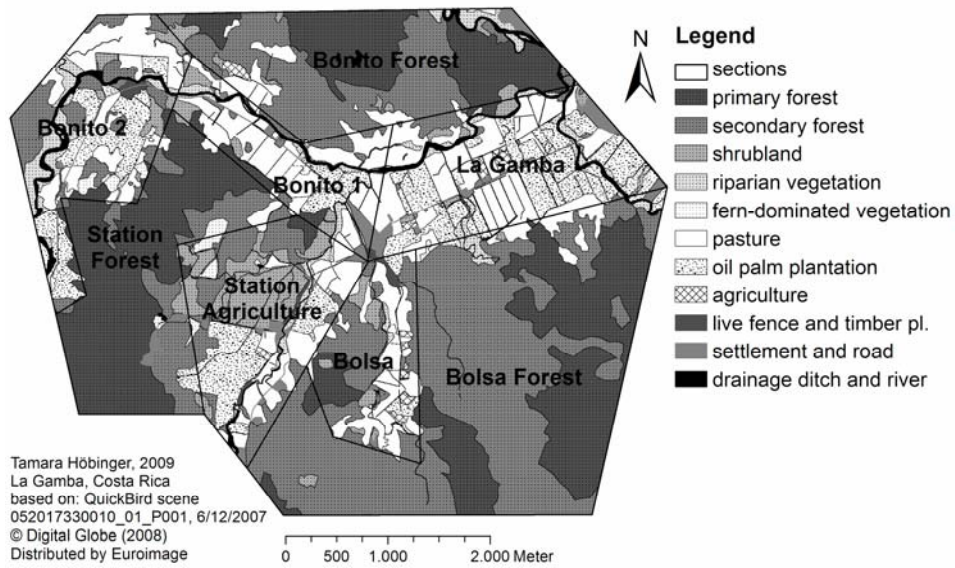 Bonito Forest
Bonito 2
La Gamba
Bonito 1
Station
Forest
Station
Agriculture
Bolsa
Bolsa Forest
N
Legend
sections
primary forest
secondary forest
shrubland
riparian vegetation
fern-dominated vegetation
pasture
oil palm plantation
agriculture
live fence and timber pl.
settlement and road
drainage ditch and river
Tamara Höbinger, 2009
La Gamba, Costa Rica
based on: QuickBird scene
052017330010_01_P001, 6/12/2007
© Digital Globe (2008)
Distributed by Euroimage
0 500 1.000 2.000 Meter